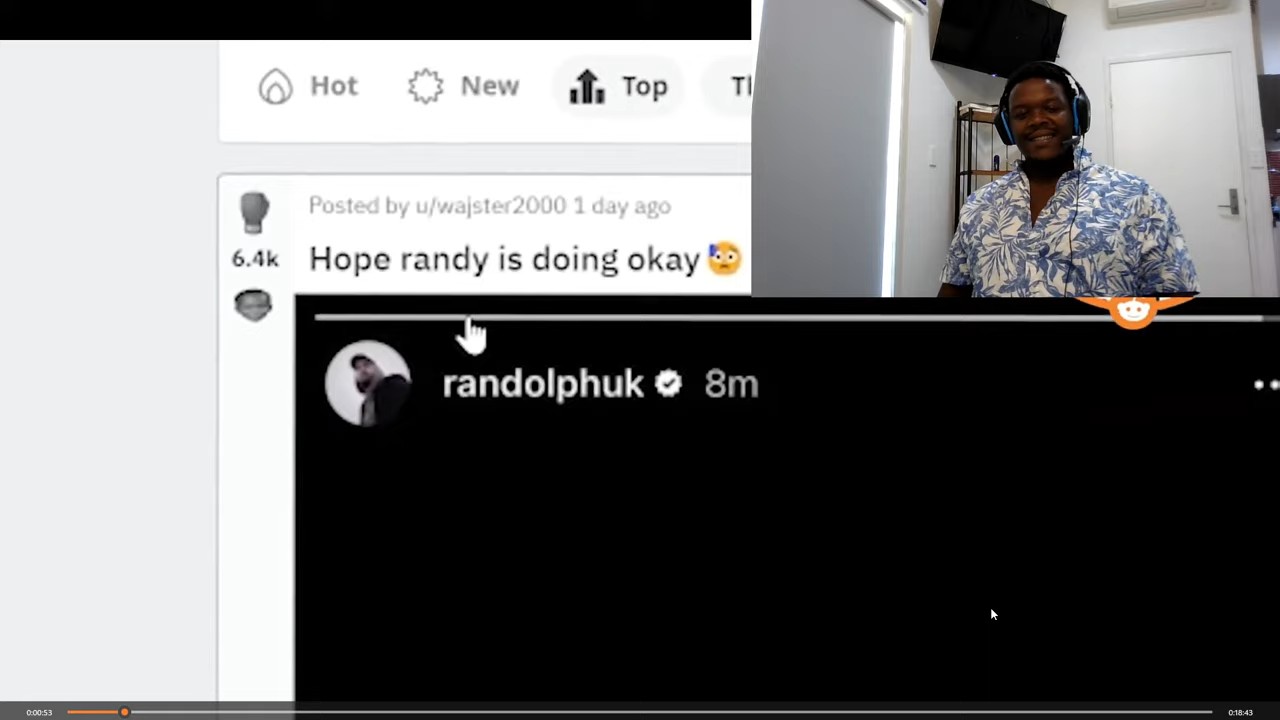 Hot
New
Top
Posted by u/wajster2000 1 day ago
6.4k
Hope randy is doing okay
randolphuk
8m
0:00:53
0:18:43